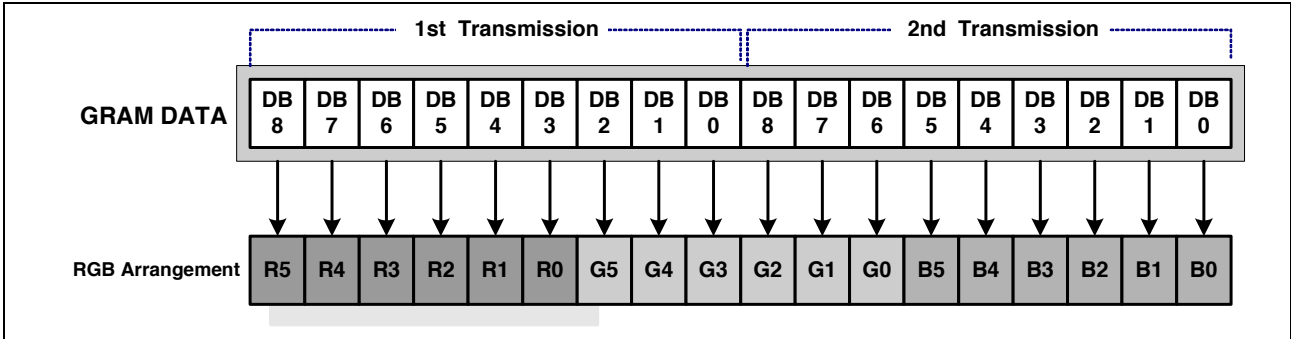 1st Transmission 2nd Transmission
GRAM DATA
DB 8 DB 7 DB 6 DB 5 DB 4 DB 3 DB 2 DB 1 DB 0 DB 8 DB 7 DB 6 DB 5 DB 4 DB 3 DB 2 DB 1 DB 0
RGB Arrangement R5 R4 R3 R2 R1 R0 G5 G4 G3 G2 G1 G0 B5 B4 B3 B2 B1 B0